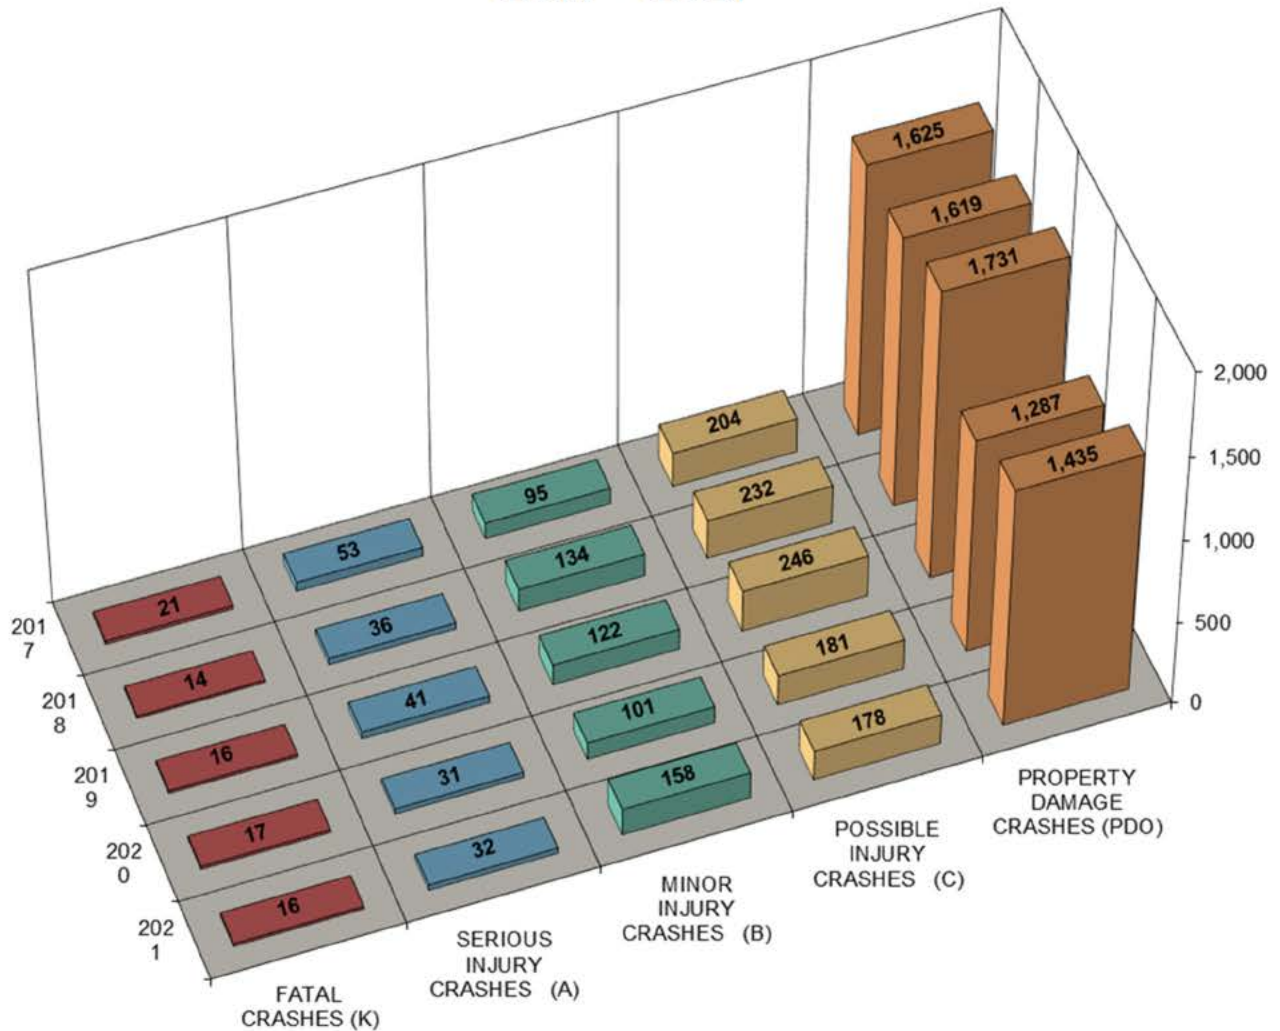 1,625
1,619
1,731
1,287
1,435
2,000
1,500
1,000
500
0
204
232
246
181
178
95
134
122
101
158
53
36
41
31
32
21
14
16
17
16
201
7
201
8
201
9
202
0
202
1
FATAL
CRASHES (K)
SERIOUS
INJURY
CRASHES (A)
MINOR
INJURY
CRASHES (B)
POSSIBLE
INJURY
CRASHES (C)
PROPERTY
DAMAGE
CRASHES (PDO)